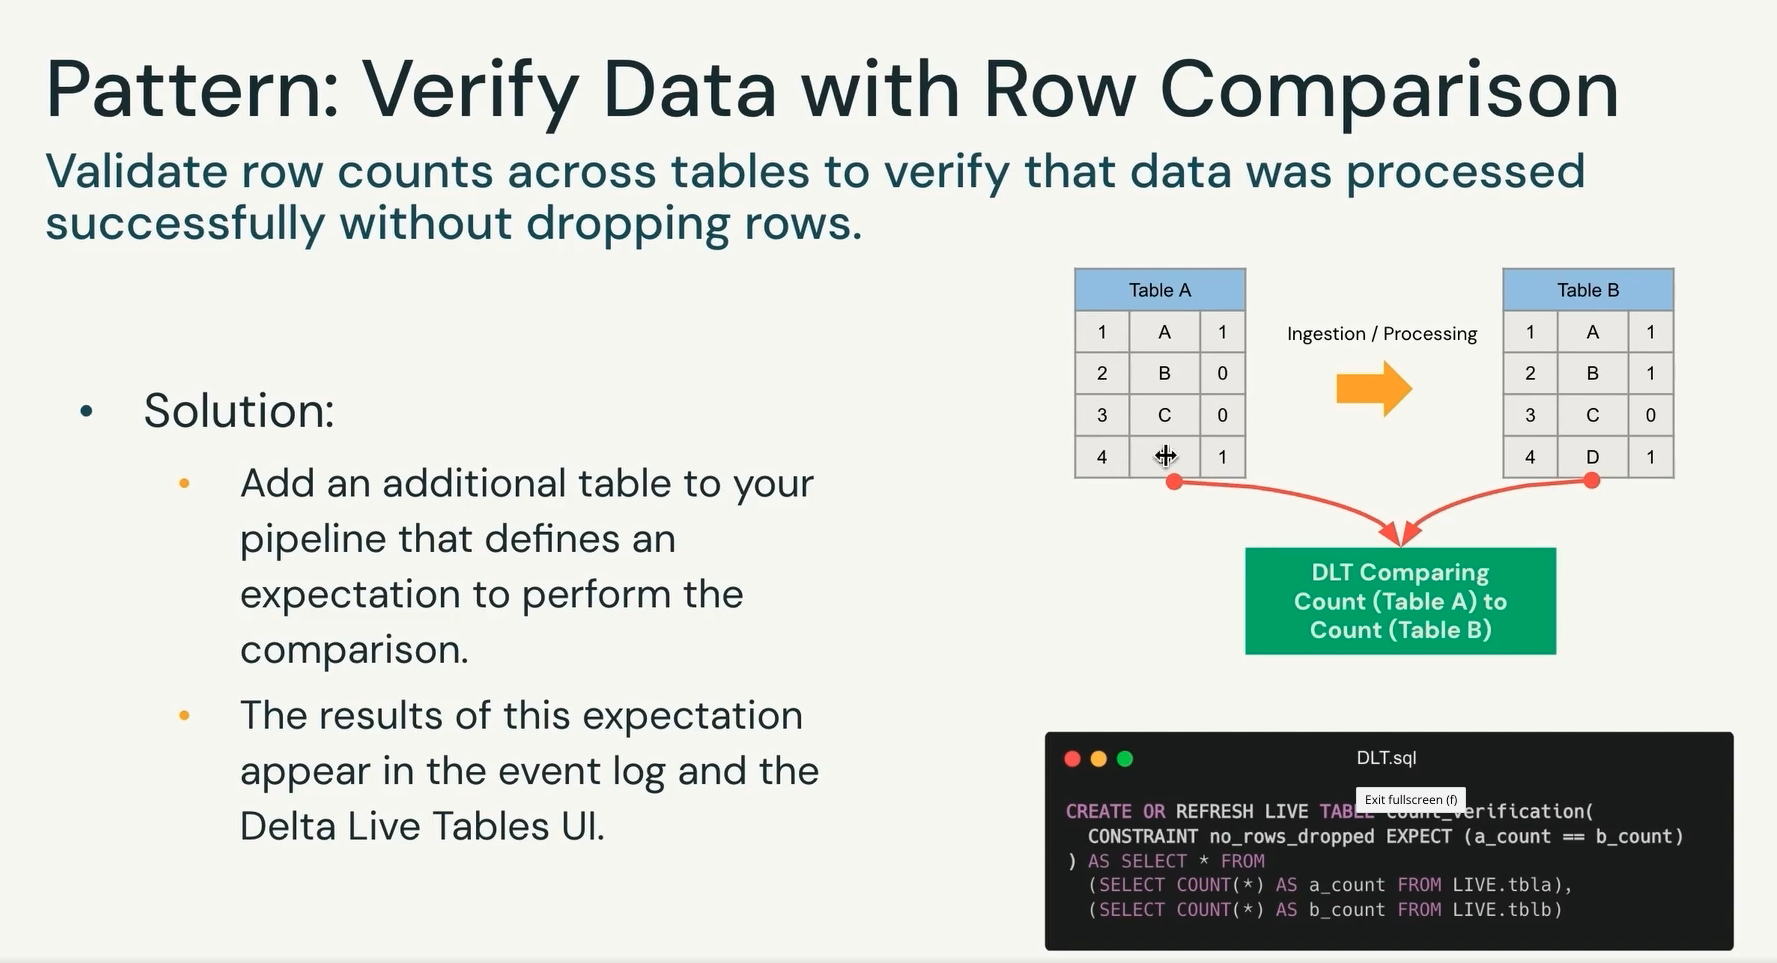 Pattern: Verify Data with Row Comparison
Validate row counts across tables to verify that data was processed
successfully without dropping rows.
• Solution:
• Add an additional table to your
pipeline that defines an
expectation to perform the
comparison.
• The results of this expectation
appear in the event log and the
Delta Live Tables UI.
Table A
1 A 1
2 B 0
3 C 0
4 1
Ingestion / Processing
Table B
1 A 1
2 B 1
3 C 0
4 D 1
DLT Comparing
Count (Table A) to
Count (Table B)
DLT.sql
Exit fullscreen (f)
CREATE OR REFRESH LIVE TABLE count_verification(
CONSTRAINT no_rows_dropped EXPECT (a_count == b_count)
) AS SELECT * FROM
(SELECT COUNT(*) AS a_count FROM LIVE.tbla),
(SELECT COUNT(*) AS b_count FROM LIVE.tblb)